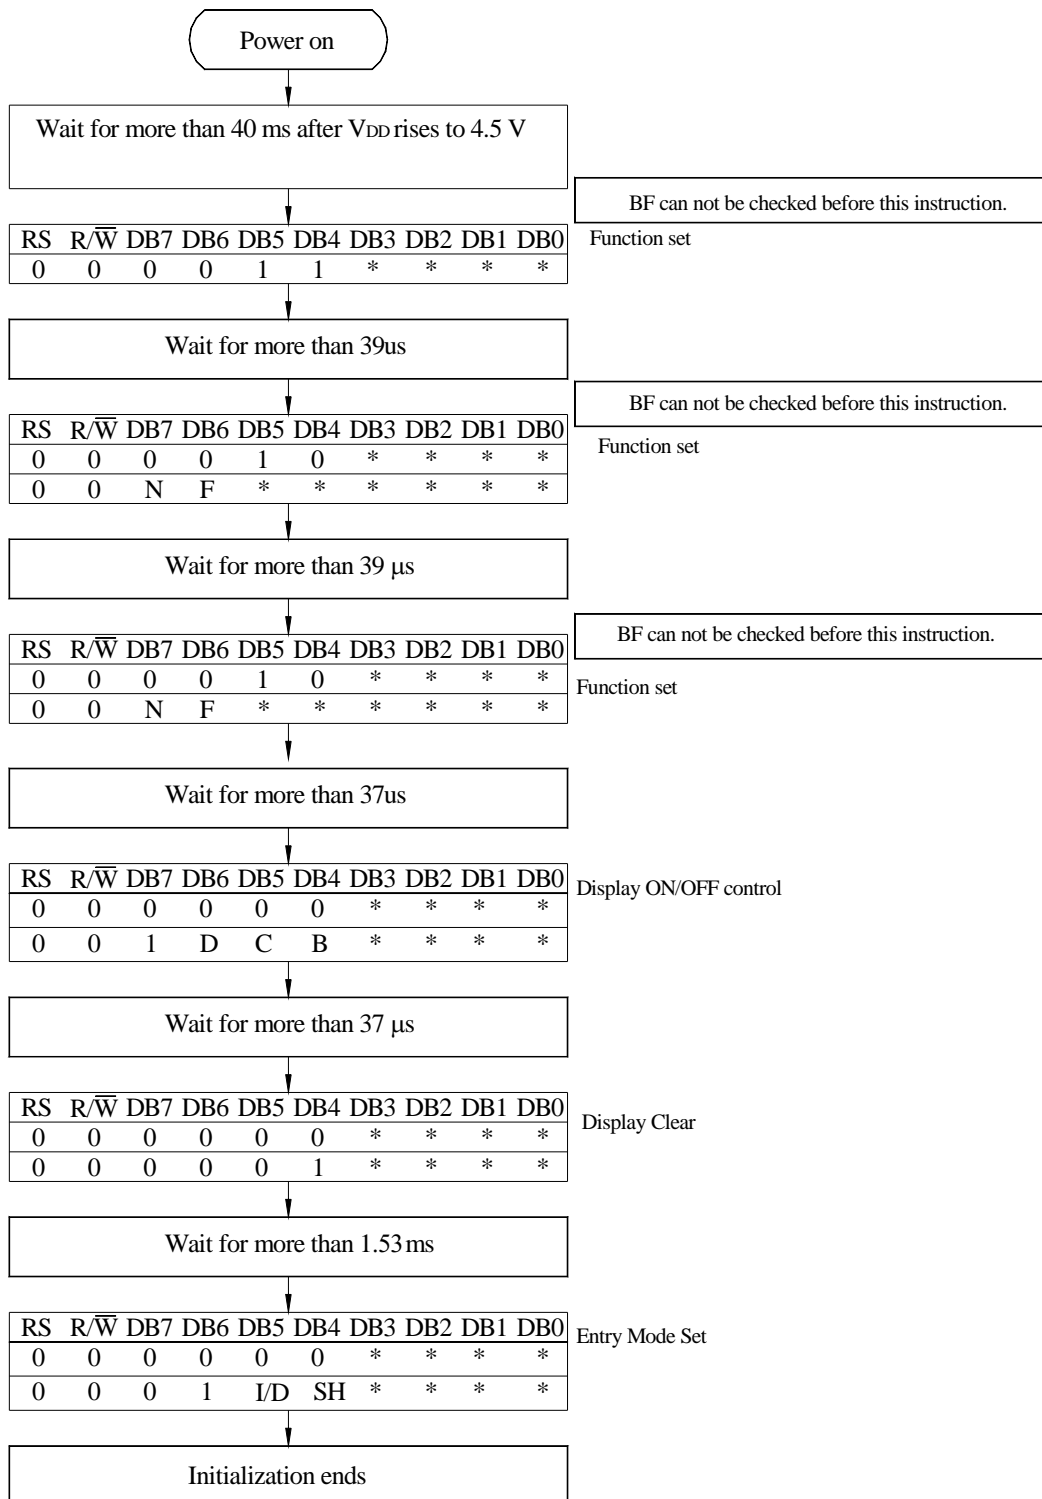 Power on
Wait for more than 40 ms after VDD rises to 4.5 V
BF can not be checked before this instruction.
RS R/W̅ DB7 DB6 DB5 DB4 DB3 DB2 DB1 DB0
Function set
0 0 0 0 1 1 * * * *
Wait for more than 39us
BF can not be checked before this instruction.
RS R/W̅ DB7 DB6 DB5 DB4 DB3 DB2 DB1 DB0
Function set
0 0 0 0 1 0 * * * *
0 0 N F * * * * * *
Wait for more than 39 μs
BF can not be checked before this instruction.
RS R/W̅ DB7 DB6 DB5 DB4 DB3 DB2 DB1 DB0
0 0 0 0 1 0 * * * *
Function set
0 0 N F * * * * * *
Wait for more than 37us
RS R/W̅ DB7 DB6 DB5 DB4 DB3 DB2 DB1 DB0
Display ON/OFF control
0 0 0 0 0 0 * * * *
0 0 1 D C B * * * *
Wait for more than 37 μs
RS R/W̅ DB7 DB6 DB5 DB4 DB3 DB2 DB1 DB0
Display Clear
0 0 0 0 0 0 * * * *
0 0 0 0 0 1 * * * *
Wait for more than 1.53 ms
RS R/W̅ DB7 DB6 DB5 DB4 DB3 DB2 DB1 DB0
Entry Mode Set
0 0 0 0 0 0 * * * *
0 0 0 1 I/D SH * * * *
Initialization ends